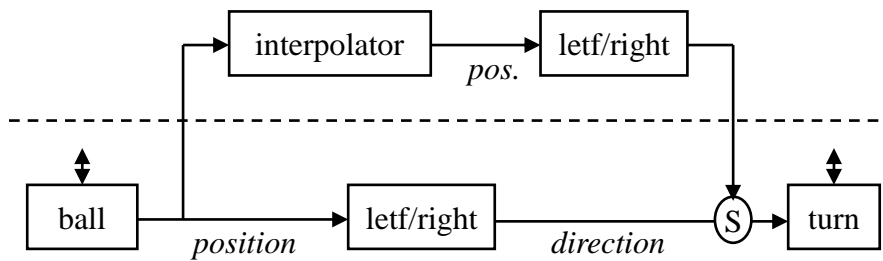 interpolator
letf/right
pos.
ball
letf/right
S
turn
position
direction